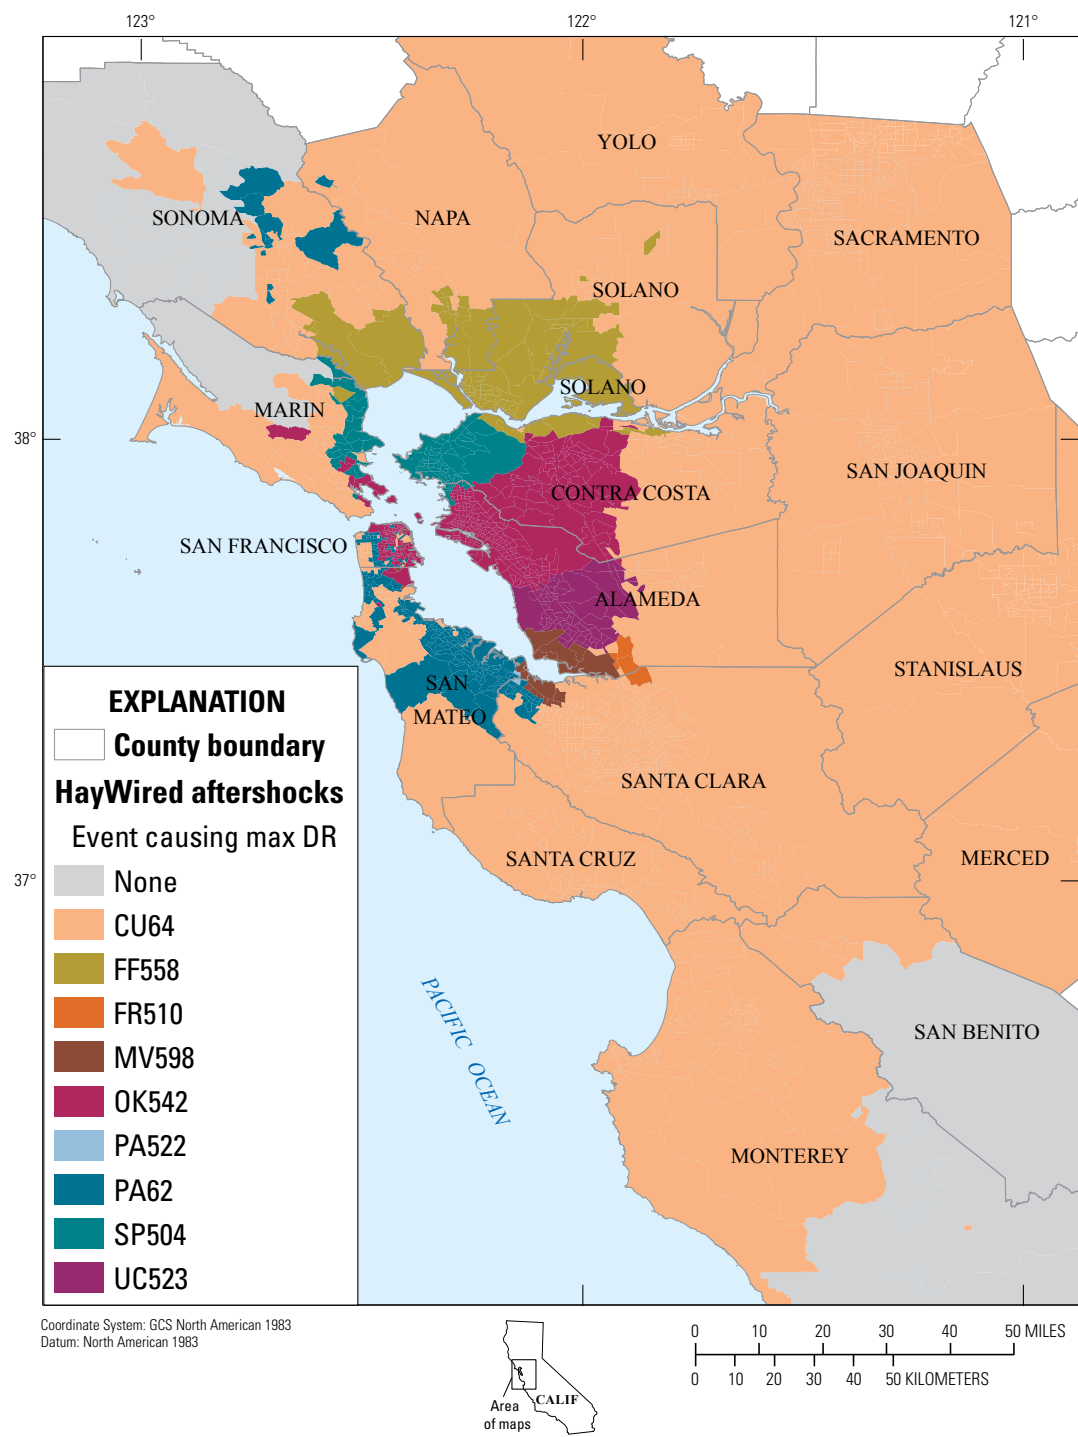 123°
122°
121°
YOLO
SONOMA
NAPA
SACRAMENTO
SOLANO
SOLANO
38°
MARIN
SAN JOAQUIN
CONTRA COSTA
SAN FRANCISCO
ALAMEDA
STANISLAUS
SAN
MATEO
SANTA CLARA
SANTA CRUZ
MERCED
37°
PACIFIC OCEAN
SAN BENITO
MONTEREY
EXPLANATION
County boundary
HayWired aftershocks
Event causing max DR
None
CU64
FF558
FR510
MV598
OK542
PA522
PA62
SP504
UC523
Coordinate System: GCS North American 1983
Datum: North American 1983
CALIF
Area
of maps
0 10 20 30 40 50 MILES
0 10 20 30 40 50 KILOMETERS